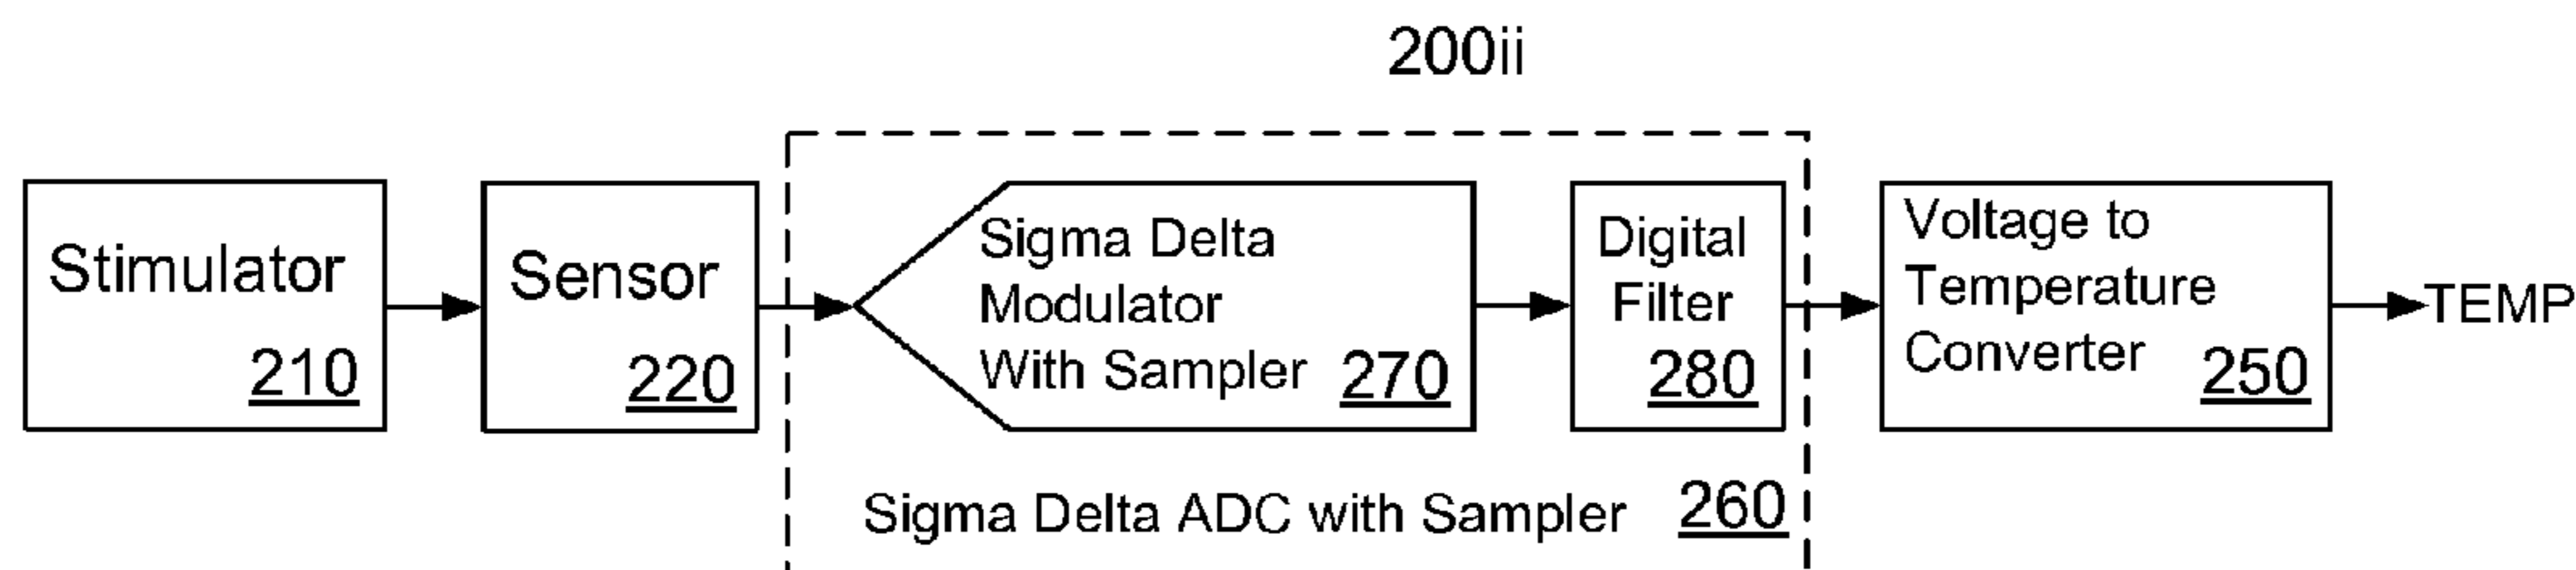 200ii
Stimulator
210
Sensor
220
Sigma Delta
Modulator
With Sampler 270
Digital
Filter
280
Voltage to
Temperature
Converter 250
TEMP
Sigma Delta ADC with Sampler 260